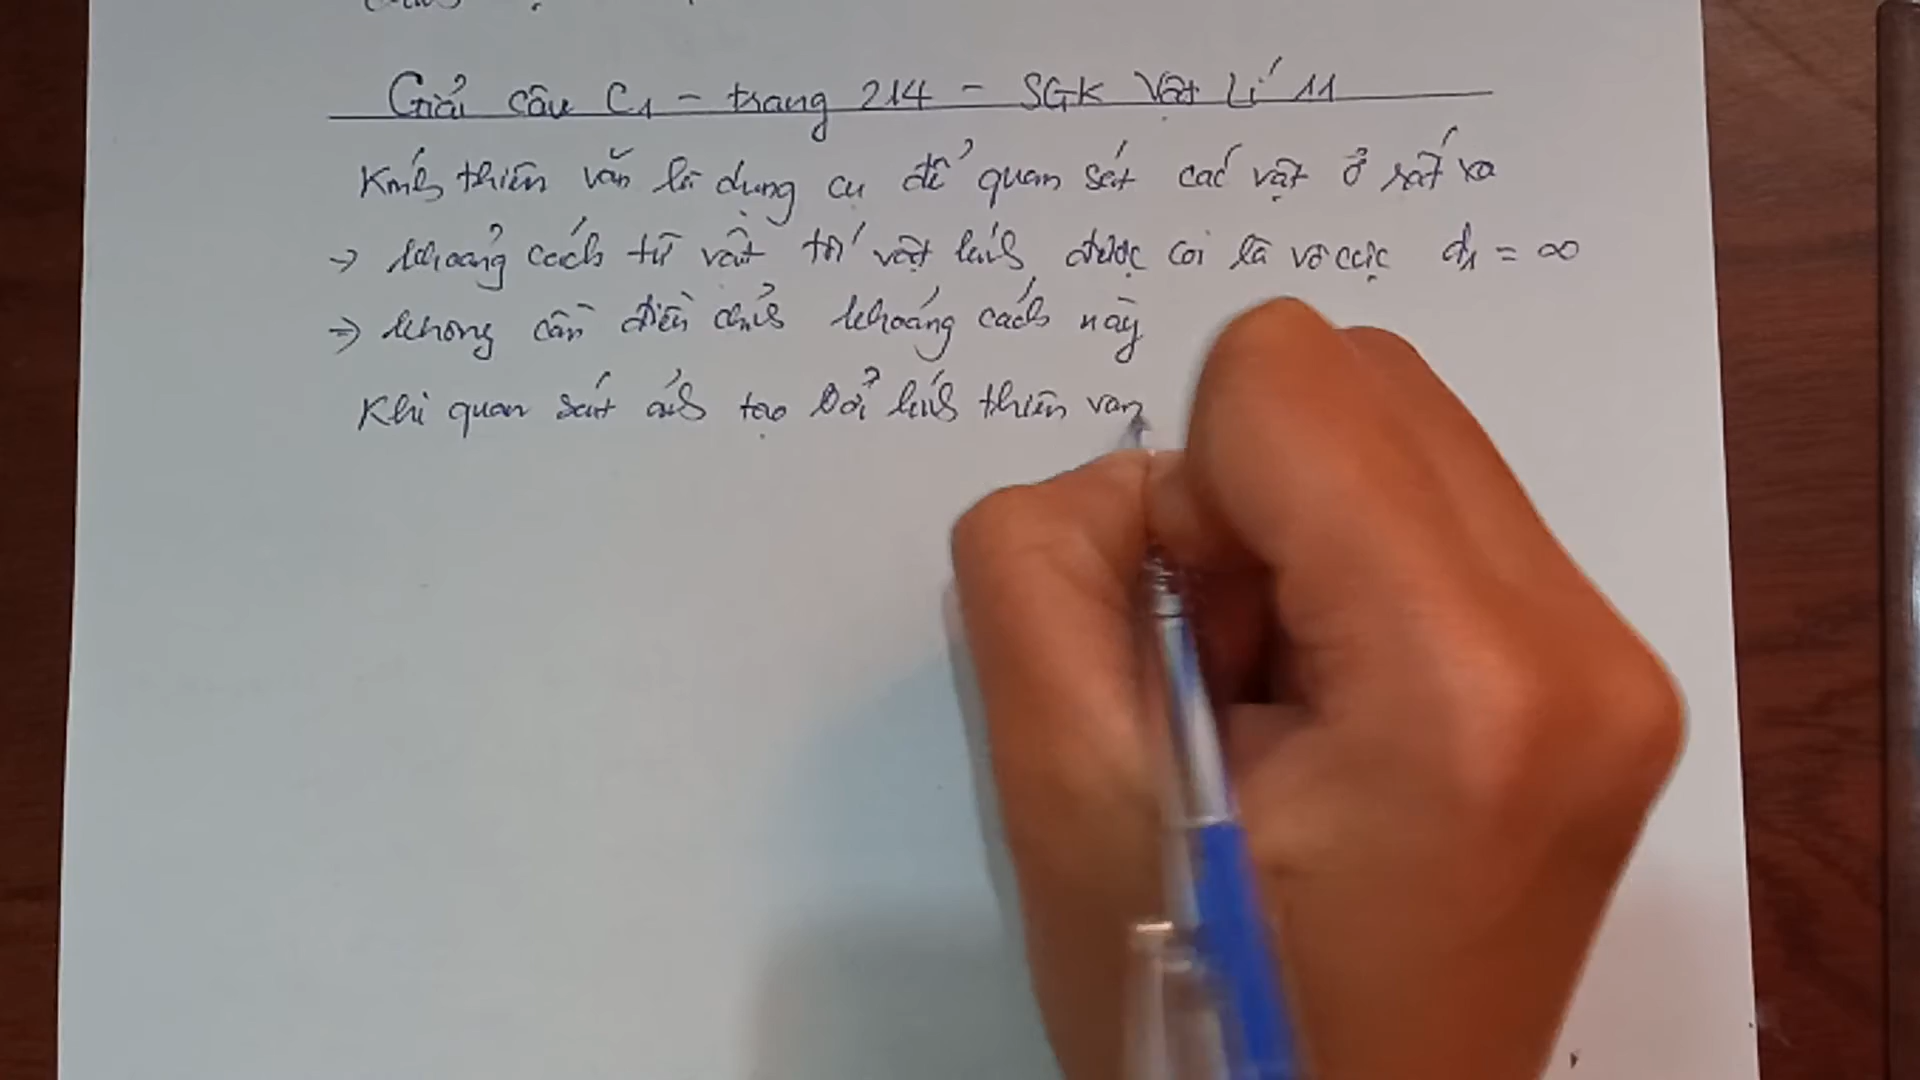 Giải câu C1 - trang 214 - SGK Vật Lí 11
Kính thiên văn là dụng cụ để quan sát các vật ở rất xa
→ khoảng cách từ vật tới vật kính được coi là vô cực d1 = ∞
⇒ không cần điều chỉnh khoảng cách này
Khi quan sát ảnh tạo bởi kính thiên van